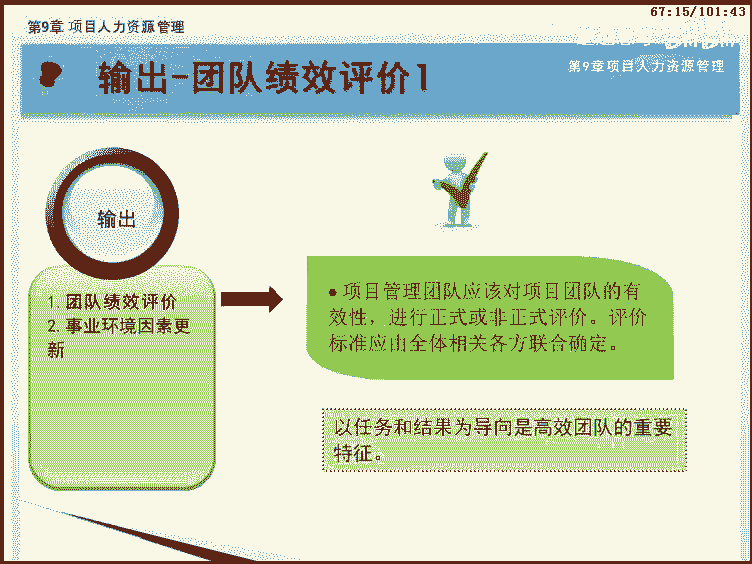 67:15/101:43
第9章 项目人力资源管理
第9章项目人力资源管理
输出-团队绩效评价1
输出
1. 团队绩效评价
2. 事业环境因素更
新
● 项目管理团队应该对项目团队的有
效性，进行正式或非正式评价。评价
标准应由全体相关各方联合确定。
以任务和结果为导向是高效团队的重要
特征。